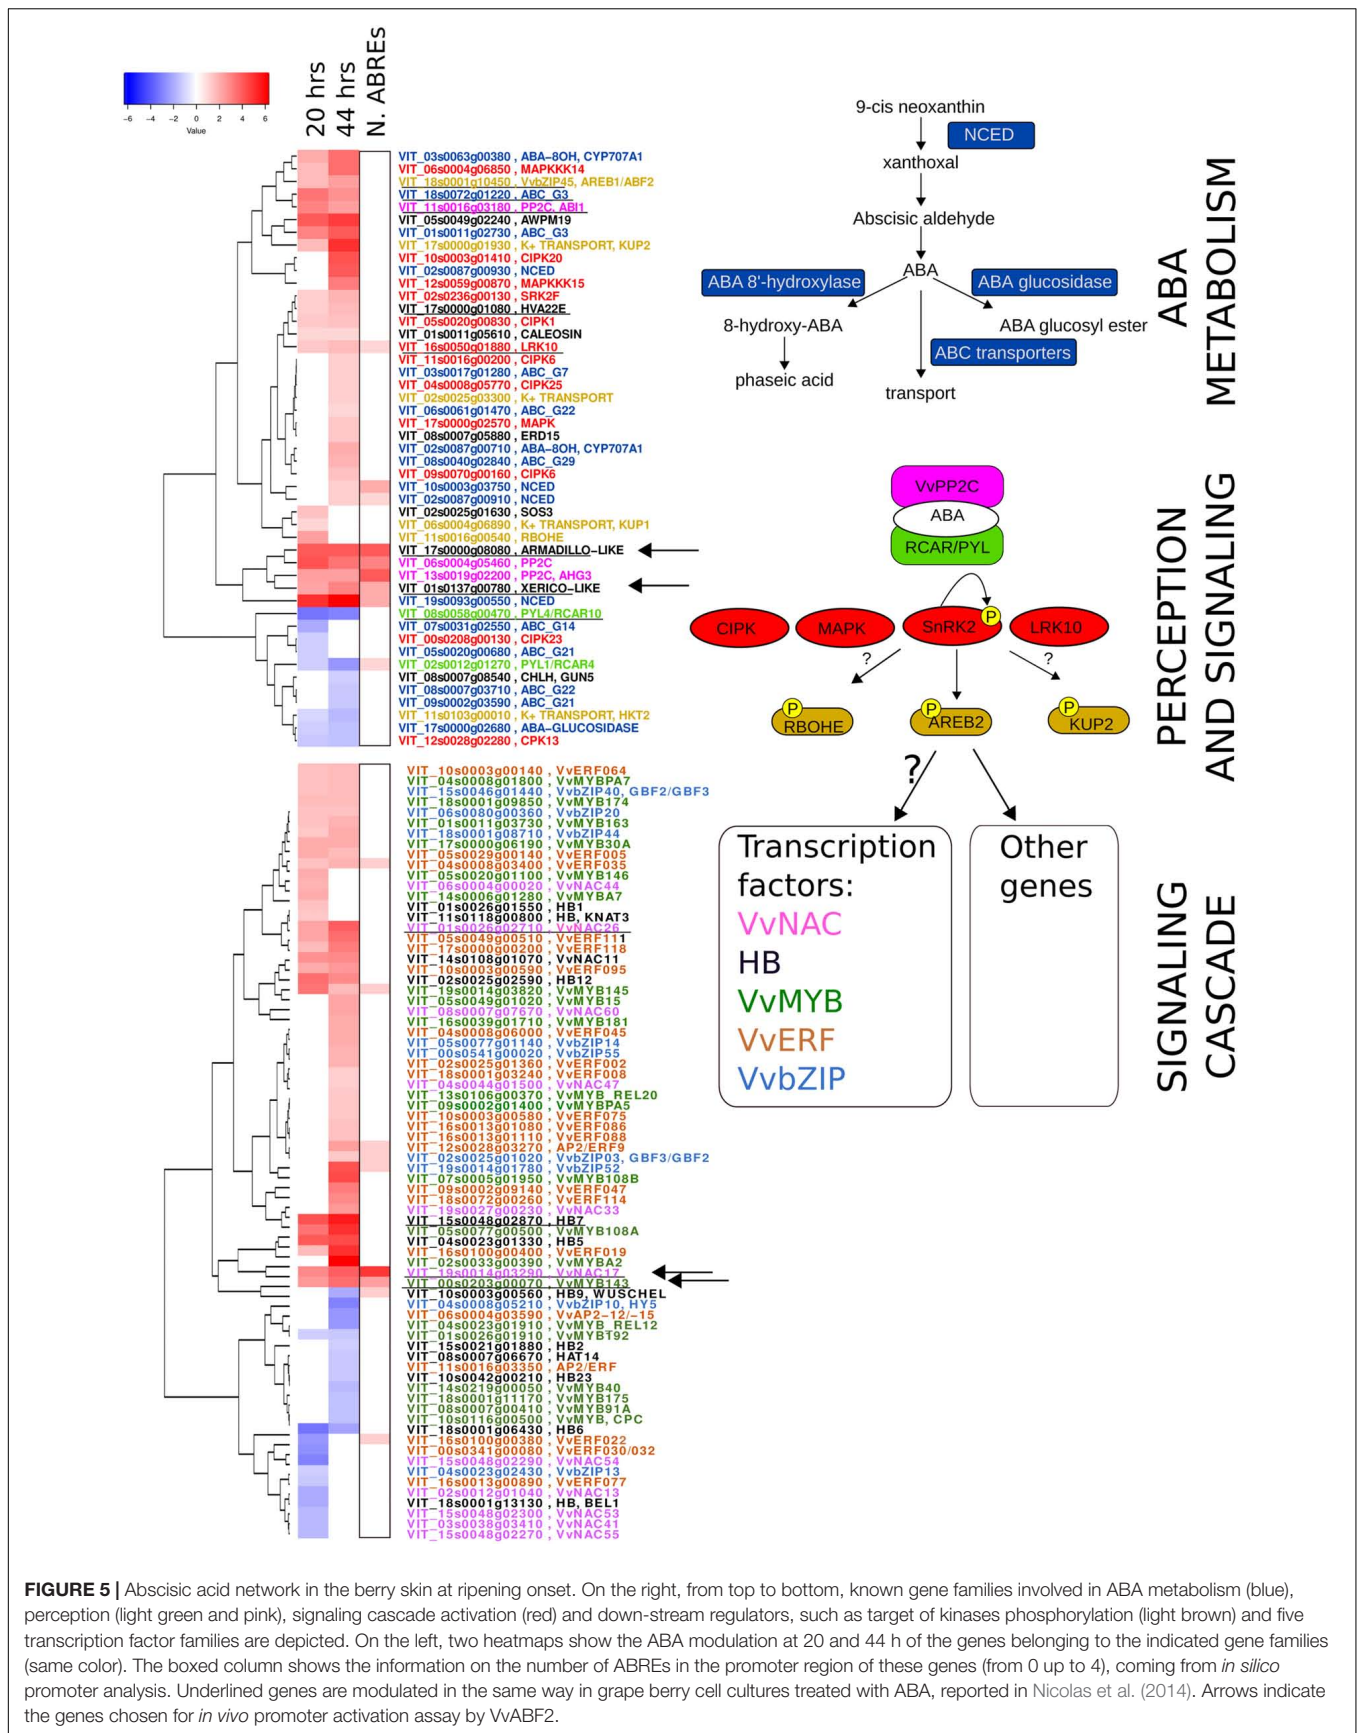 20 hrs
44 hrs
N. ABREs
−6 −4 −2 0 2 4 6
Value
VIT_03s0063g00380 , ABA−8OH, CYP707A1
VIT_06s0004g06850 , MAPKKK14
VIT_18s0001g10450 , VvbZIP45, AREB1/ABF2
VIT_18s0072g01220 , ABC_G3
VIT_11s0016g03180 , PP2C, ABI1
VIT_05s0049g02240 , AWPM19
VIT_01s0011g02730 , ABC_G3
VIT_17s0000g01930 , K+ TRANSPORT, KUP2
VIT_10s0003g01410 , CIPK20
VIT_02s0087g00930 , NCED
VIT_12s0059g00870 , MAPKKK15
VIT_02s0236g00130 , SRK2F
VIT_17s0000g01080 , HVA22E
VIT_05s0020g00830 , CIPK1
VIT_01s0011g05610 , CALEOSIN
VIT_16s0050g01880 , LRK10
VIT_11s0016g00200 , CIPK6
VIT_03s0017g01280 , ABC_G7
VIT_04s0008g05770 , CIPK25
VIT_02s0025g03300 , K+ TRANSPORT
VIT_06s0061g01470 , ABC_G22
VIT_17s0000g02570 , MAPK
VIT_08s0007g05880 , ERD15
VIT_02s0087g00710 , ABA−8OH, CYP707A1
VIT_08s0040g02840 , ABC_G29
VIT_09s0070g00160 , CIPK6
VIT_10s0003g03750 , NCED
VIT_02s0087g00910 , NCED
VIT_02s0025g01630 , SOS3
VIT_06s0004g06890 , K+ TRANSPORT, KUP1
VIT_11s0016g00540 , RBOHE
VIT_17s0000g08080 , ARMADILLO−LIKE
VIT_06s0004g05460 , PP2C
VIT_13s0019g02200 , PP2C, AHG3
VIT_01s0137g00780 , XERICO−LIKE
VIT_19s0093g00550 , NCED
VIT_08s0058g00470 , PYL4/RCAR10
VIT_07s0031g02550 , ABC_G14
VIT_00s0208g00130 , CIPK23
VIT_05s0020g00680 , ABC_G21
VIT_02s0012g01270 , PYL1/RCAR4
VIT_08s0007g08540 , CHLH, GUN5
VIT_08s0007g03710 , ABC_G22
VIT_09s0002g03590 , ABC_G21
VIT_11s0103g00010 , K+ TRANSPORT, HKT2
VIT_17s0000g02680 , ABA−GLUCOSIDASE
VIT_12s0028g02280 , CPK13
VIT_10s0003g00140 , VvERF064
VIT_04s0008g01800 , VvMYBPA7
VIT_15s0046g01440 , VvbZIP40, GBF2/GBF3
VIT_18s0001g09850 , VvMYB174
VIT_06s0080g00360 , VvbZIP20
VIT_01s0011g03730 , VvMYB163
VIT_18s0001g08710 , VvbZIP44
VIT_17s0000g06190 , VvMYB30A
VIT_05s0029g00140 , VvERF005
VIT_04s0008g03400 , VvERF035
VIT_05s0020g01100 , VvMYB146
VIT_06s0004g00020 , VvNAC44
VIT_14s0006g01280 , VvMYBA7
VIT_01s0026g01550 , HB1
VIT_11s0118g00800 , HB, KNAT3
VIT_01s0026g02710 , VvNAC26
VIT_05s0049g00510 , VvERF111
VIT_17s0000g00200 , VvERF118
VIT_14s0108g01070 , VvNAC11
VIT_10s0003g00590 , VvERF095
VIT_02s0025g02590 , HB12
VIT_19s0014g03820 , VvMYB145
VIT_05s0049g01020 , VvMYB15
VIT_08s0007g07670 , VvNAC60
VIT_16s0039g01710 , VvMYB181
VIT_04s0008g06000 , VvERF045
VIT_05s0077g01140 , VvbZIP14
VIT_00s0541g00020 , VvbZIP55
VIT_02s0025g01360 , VvERF002
VIT_18s0001g03240 , VvERF008
VIT_04s0044g01500 , VvNAC47
VIT_13s0106g00370 , VvMYB_REL20
VIT_09s0002g01400 , VvMYBPA5
VIT_10s0003g00580 , VvERF075
VIT_16s0013g01080 , VvERF086
VIT_16s0013g01110 , VvERF088
VIT_12s0028g03270 , AP2/ERF9
VIT_02s0025g01020 , VvbZIP03, GBF3/GBF2
VIT_19s0014g01780 , VvbZIP52
VIT_07s0005g01950 , VvMYB108B
VIT_09s0002g09140 , VvERF047
VIT_18s0072g00260 , VvERF114
VIT_19s0027g00230 , VvNAC33
VIT_15s0048g02870 , HB7
VIT_05s0077g00500 , VvMYB108A
VIT_04s0023g01330 , HB5
VIT_16s0100g00400 , VvERF019
VIT_02s0033g00390 , VvMYBA2
VIT_19s0014g03290 , VvNAC17
VIT_00s0203g00070 , VvMYB143
VIT_10s0003g00560 , HB9, WUSCHEL
VIT_04s0008g05210 , VvbZIP10, HY5
VIT_06s0004g03590 , VvAP2−12/−15
VIT_04s0023g01910 , VvMYB_REL12
VIT_01s0026g01910 , VvMYB192
VIT_15s0021g01880 , HB2
VIT_08s0007g06670 , HAT14
VIT_11s0016g03350 , AP2/ERF
VIT_10s0042g00210 , HB23
VIT_14s0219g00050 , VvMYB40
VIT_18s0001g11170 , VvMYB175
VIT_08s0007g00410 , VvMYB91A
VIT_10s0116g00500 , VvMYB, CPC
VIT_18s0001g06430 , HB6
VIT_16s0100g00380 , VvERF022
VIT_00s0341g00080 , VvERF030/032
VIT_15s0048g02290 , VvNAC54
VIT_04s0023g02430 , VvbZIP13
VIT_16s0013g00890 , VvERF077
VIT_02s0012g01040 , VvNAC13
VIT_18s0001g13130 , HB, BEL1
VIT_15s0048g02300 , VvNAC53
VIT_03s0038g03410 , VvNAC41
VIT_15s0048g02270 , VvNAC55
9-cis neoxanthin
NCED
xanthoxal
Abscisic aldehyde
ABA
ABA 8'-hydroxylase
ABA glucosidase
8-hydroxy-ABA
ABA glucosyl ester
ABC transporters
phaseic acid
transport
ABA
METABOLISM
VvPP2C
ABA
RCAR/PYL
CIPK
MAPK
SnRK2
P
LRK10
?
?
P
RBOHE
P
AREB2
P
KUP2
PERCEPTION
AND SIGNALING
?
Transcription
factors:
VvNAC
HB
VvMYB
VvERF
VvbZIP
Other
genes
SIGNALING
CASCADE
FIGURE 5 | Abscisic acid network in the berry skin at ripening onset. On the right, from top to bottom, known gene families involved in ABA metabolism (blue),
perception (light green and pink), signaling cascade activation (red) and down-stream regulators, such as target of kinases phosphorylation (light brown) and five
transcription factor families are depicted. On the left, two heatmaps show the ABA modulation at 20 and 44 h of the genes belonging to the indicated gene families
(same color). The boxed column shows the information on the number of ABREs in the promoter region of these genes (from 0 up to 4), coming from in silico
promoter analysis. Underlined genes are modulated in the same way in grape berry cell cultures treated with ABA, reported in Nicolas et al. (2014). Arrows indicate
the genes chosen for in vivo promoter activation assay by VvABF2.